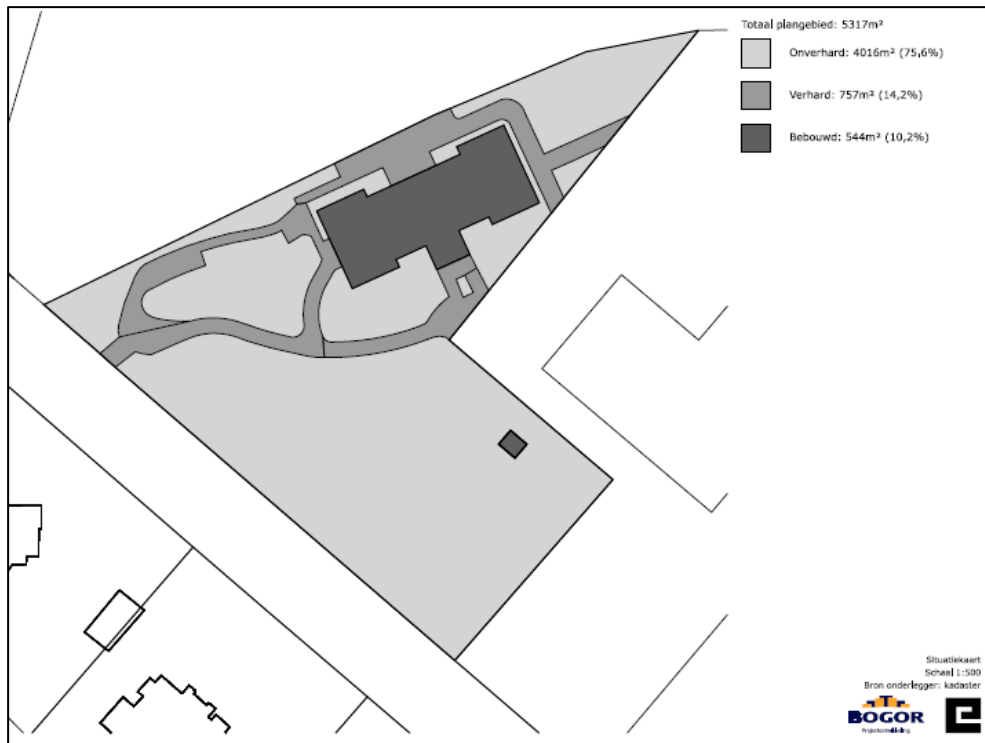 Totaal plangebied: 5317m²
Onverhard: 4016m² (75,6%)
Verhard: 757m² (14,2%)
Bebouwd: 544m² (10,2%)
Situatiekaart
Schaal 1:500
Bron onderlegger: kadaster
BOGOR
Projectontwikkeling